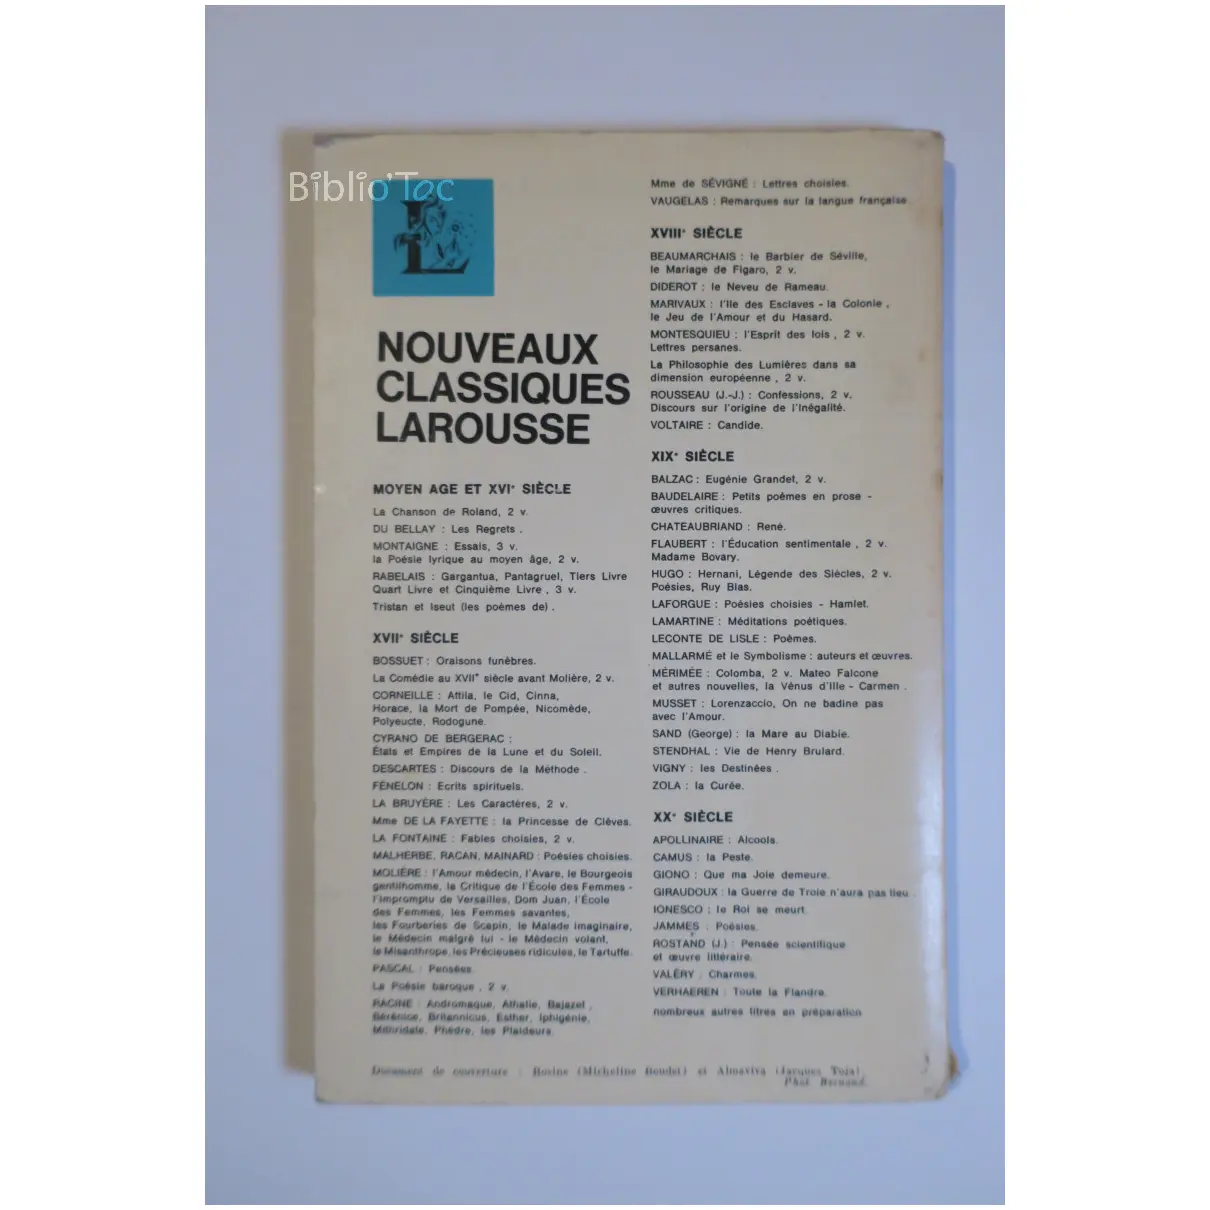 Biblio'Toc
L
NOUVEAUX
CLASSIQUES
LAROUSSE
MOYEN AGE ET XVIe SIÈCLE
La Chanson de Roland, 2 v.
DU BELLAY : Les Regrets .
MONTAIGNE : Essais, 3 v.
la Poésie lyrique au moyen âge, 2 v.
RABELAIS : Gargantua, Pantagruel, Tiers Livre
Quart Livre et Cinquième Livre , 3 v.
Tristan et Iseut (les poèmes de) .
XVIIe SIÈCLE
BOSSUET : Oraisons funèbres.
La Comédie au XVIIe siècle avant Molière, 2 v.
CORNEILLE : Attila, le Cid, Cinna,
Horace, la Mort de Pompée, Nicomède,
Polyeucte, Rodogune.
CYRANO DE BERGERAC :
États et Empires de la Lune et du Soleil.
DESCARTES : Discours de la Méthode .
FÉNELON : Ecrits spirituels.
LA BRUYÈRE : Les Caractères, 2 v.
Mme DE LA FAYETTE : la Princesse de Clèves.
LA FONTAINE : Fables choisies, 2 v.
MALHERBE, RACAN, MAINARD : Poésies choisies.
MOLIÈRE : l'Amour médecin, l'Avare, le Bourgeois
gentilhomme, la Critique de l'École des Femmes -
l'Impromptu de Versailles, Dom Juan, l'École
des Femmes, les Femmes savantes,
les Fourberies de Scapin, le Malade imaginaire,
le Médecin malgré lui - le Médecin volant,
le Misanthrope, les Précieuses ridicules, le Tartuffe.
PASCAL : Pensées.
La Poésie baroque , 2 v.
RACINE : Andromaque, Athalie, Bajazet ,
Bérénice, Britannicus, Esther, Iphigénie,
Mithridate, Phèdre, les Plaideurs.
Mme de SÉVIGNÉ : Lettres choisies.
VAUGELAS : Remarques sur la langue française.
XVIIIe SIÈCLE
BEAUMARCHAIS : le Barbier de Séville,
le Mariage de Figaro, 2 v.
DIDEROT : le Neveu de Rameau.
MARIVAUX : l'Ile des Esclaves - la Colonie ,
le Jeu de l'Amour et du Hasard.
MONTESQUIEU : l'Esprit des lois , 2 v.
Lettres persanes.
La Philosophie des Lumières dans sa
dimension européenne , 2 v.
ROUSSEAU (J.-J.) : Confessions, 2 v.
Discours sur l'origine de l'Inégalité.
VOLTAIRE : Candide.
XIXe SIÈCLE
BALZAC : Eugénie Grandet, 2 v.
BAUDELAIRE : Petits poèmes en prose -
œuvres critiques.
CHATEAUBRIAND : René.
FLAUBERT : l'Éducation sentimentale , 2 v.
Madame Bovary.
HUGO : Hernani, Légende des Siècles, 2 v.
Poésies, Ruy Blas.
LAFORGUE : Poésies choisies - Hamlet.
LAMARTINE : Méditations poétiques.
LECONTE DE LISLE : Poèmes.
MALLARMÉ et le Symbolisme : auteurs et œuvres.
MÉRIMÉE : Colomba, 2 v. Mateo Falcone
et autres nouvelles, la Vénus d'Ille - Carmen .
MUSSET : Lorenzaccio, On ne badine pas
avec l'Amour.
SAND (George) : la Mare au Diable.
STENDHAL : Vie de Henry Brulard.
VIGNY : les Destinées .
ZOLA : la Curée.
XXe SIÈCLE
APOLLINAIRE : Alcools.
CAMUS : la Peste.
GIONO : Que ma Joie demeure.
GIRAUDOUX : la Guerre de Troie n'aura pas lieu .
IONESCO : le Roi se meurt.
JAMMES : Poésies.
ROSTAND (J.) : Pensée scientifique
et œuvre littéraire.
VALÉRY : Charmes.
VERHAEREN : Toute la Flandre.
nombreux autres titres en préparation
Document de couverture : Rosine (Micheline Boudet) et Almaviva (Jacques Toja).
Phot. Bernand.